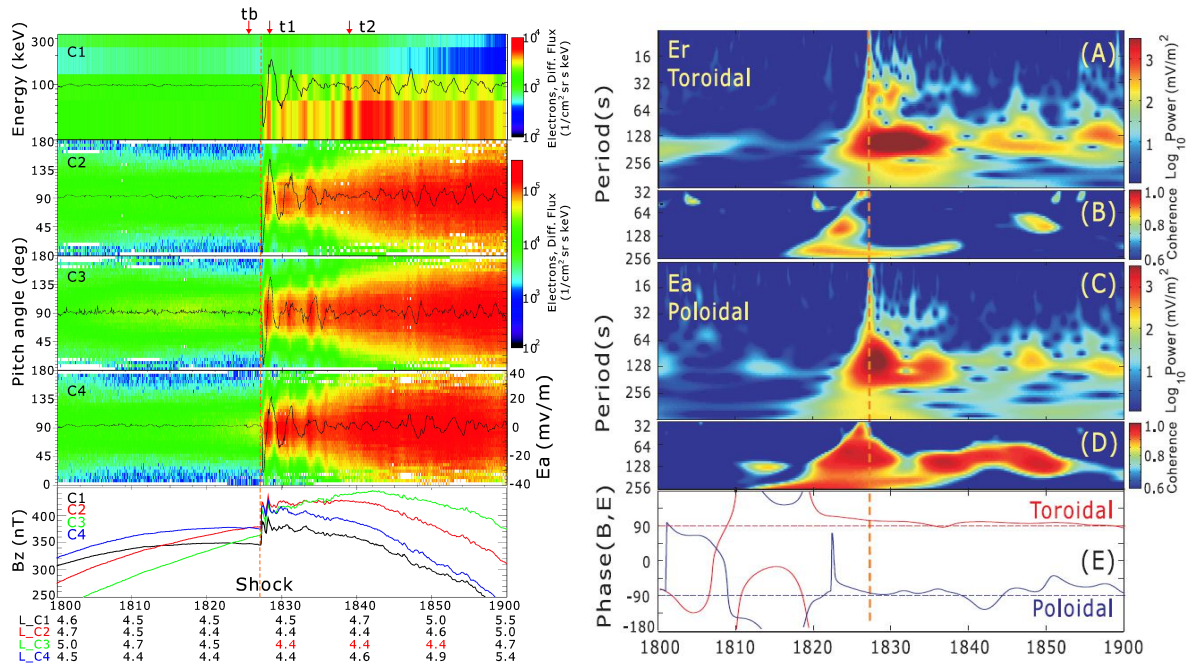 tb t1 t2
C1
Energy (keV)
300
100
10^4
10^3
10^2
Electrons, Diff. Flux
(1/cm² sr s keV)
C2
180
135
90
45
C3
180
135
90
45
Pitch angle (deg)
10^5
10^4
10^3
10^2
Electrons, Diff. Flux
(1/cm² sr s keV)
C4
180
135
90
45
0
40
20
0
-20
-40
Ea (mv/m)
C1
C2
C3
C4
Bz (nT)
400
350
300
250
Shock
1800 1810 1820 1830 1840 1850 1900
L_C1 4.6 4.5 4.5 4.5 4.7 5.0 5.5
L_C2 4.7 4.5 4.4 4.4 4.4 4.6 5.0
L_C3 5.0 4.7 4.5 4.4 4.4 4.4 4.7
L_C4 4.5 4.4 4.4 4.4 4.6 4.9 5.4
Er
Toroidal
(A)
Period(s)
16
32
64
128
256
3
2
1
Log 10 Power (mV/m)²
(B)
32
64
128
256
1.0
0.8
0.6
Coherence
Ea
Poloidal
(C)
Period(s)
16
32
64
128
256
3
2
1
0
Log 10 Power (mV/m)²
(D)
32
64
128
256
1.0
0.8
0.6
Coherence
Toroidal
(E)
Poloidal
Phase(B,E)
90
0
-90
-180
1800 1810 1820 1830 1840 1850 1900